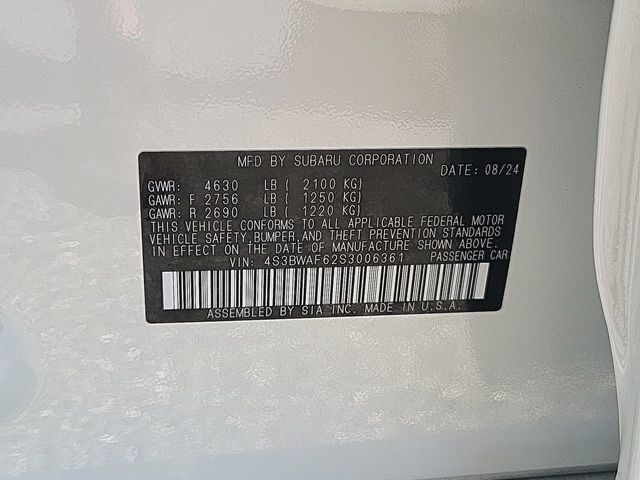 MFD BY SUBARU CORPORATION
DATE: 08/24
GVWR: 4630 LB ( 2100 KG)
GAWR: F 2756 LB ( 1250 KG)
GAWR: R 2690 LB ( 1220 KG)
THIS VEHICLE CONFORMS TO ALL APPLICABLE FEDERAL MOTOR
VEHICLE SAFETY,BUMPER,AND THEFT PREVENTION STANDARDS
IN EFFECT ON THE DATE OF MANUFACTURE SHOWN ABOVE.
VIN: 4S3BWAF62S3006361 PASSENGER CAR
ASSEMBLED BY SIA INC. MADE IN U.S.A.